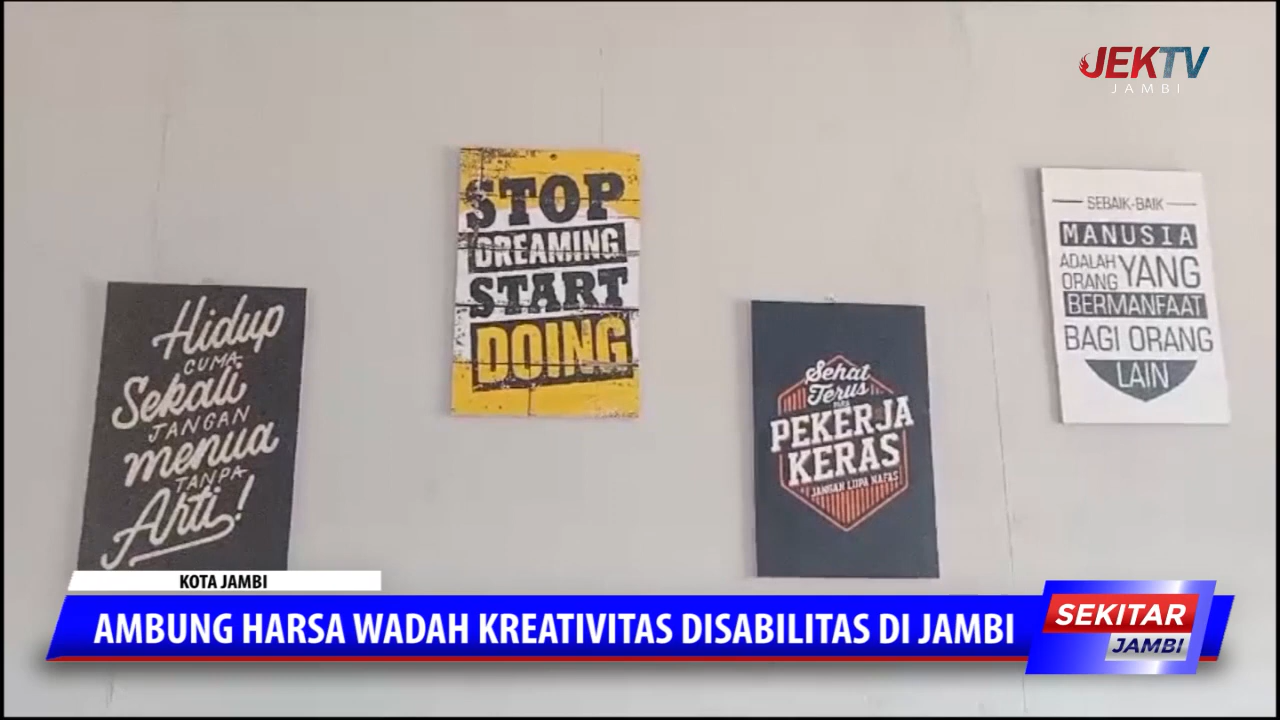 JEKTV
JAMBI
STOP
DREAMING
START
DOING
SEBAIK-BAIK
MANUSIA
ADALAH
ORANG YANG
BERMANFAAT
BAGI ORANG
LAIN
Hidup
CUMA
Sekali
JANGAN
menua
TANPA
Arti!
Sehat
Terus
PARA
PEKERJA
KERAS
JANGAN LUPA NAFAS
KOTA JAMBI
AMBUNG HARSA WADAH KREATIVITAS DISABILITAS DI JAMBI
SEKITAR
JAMBI